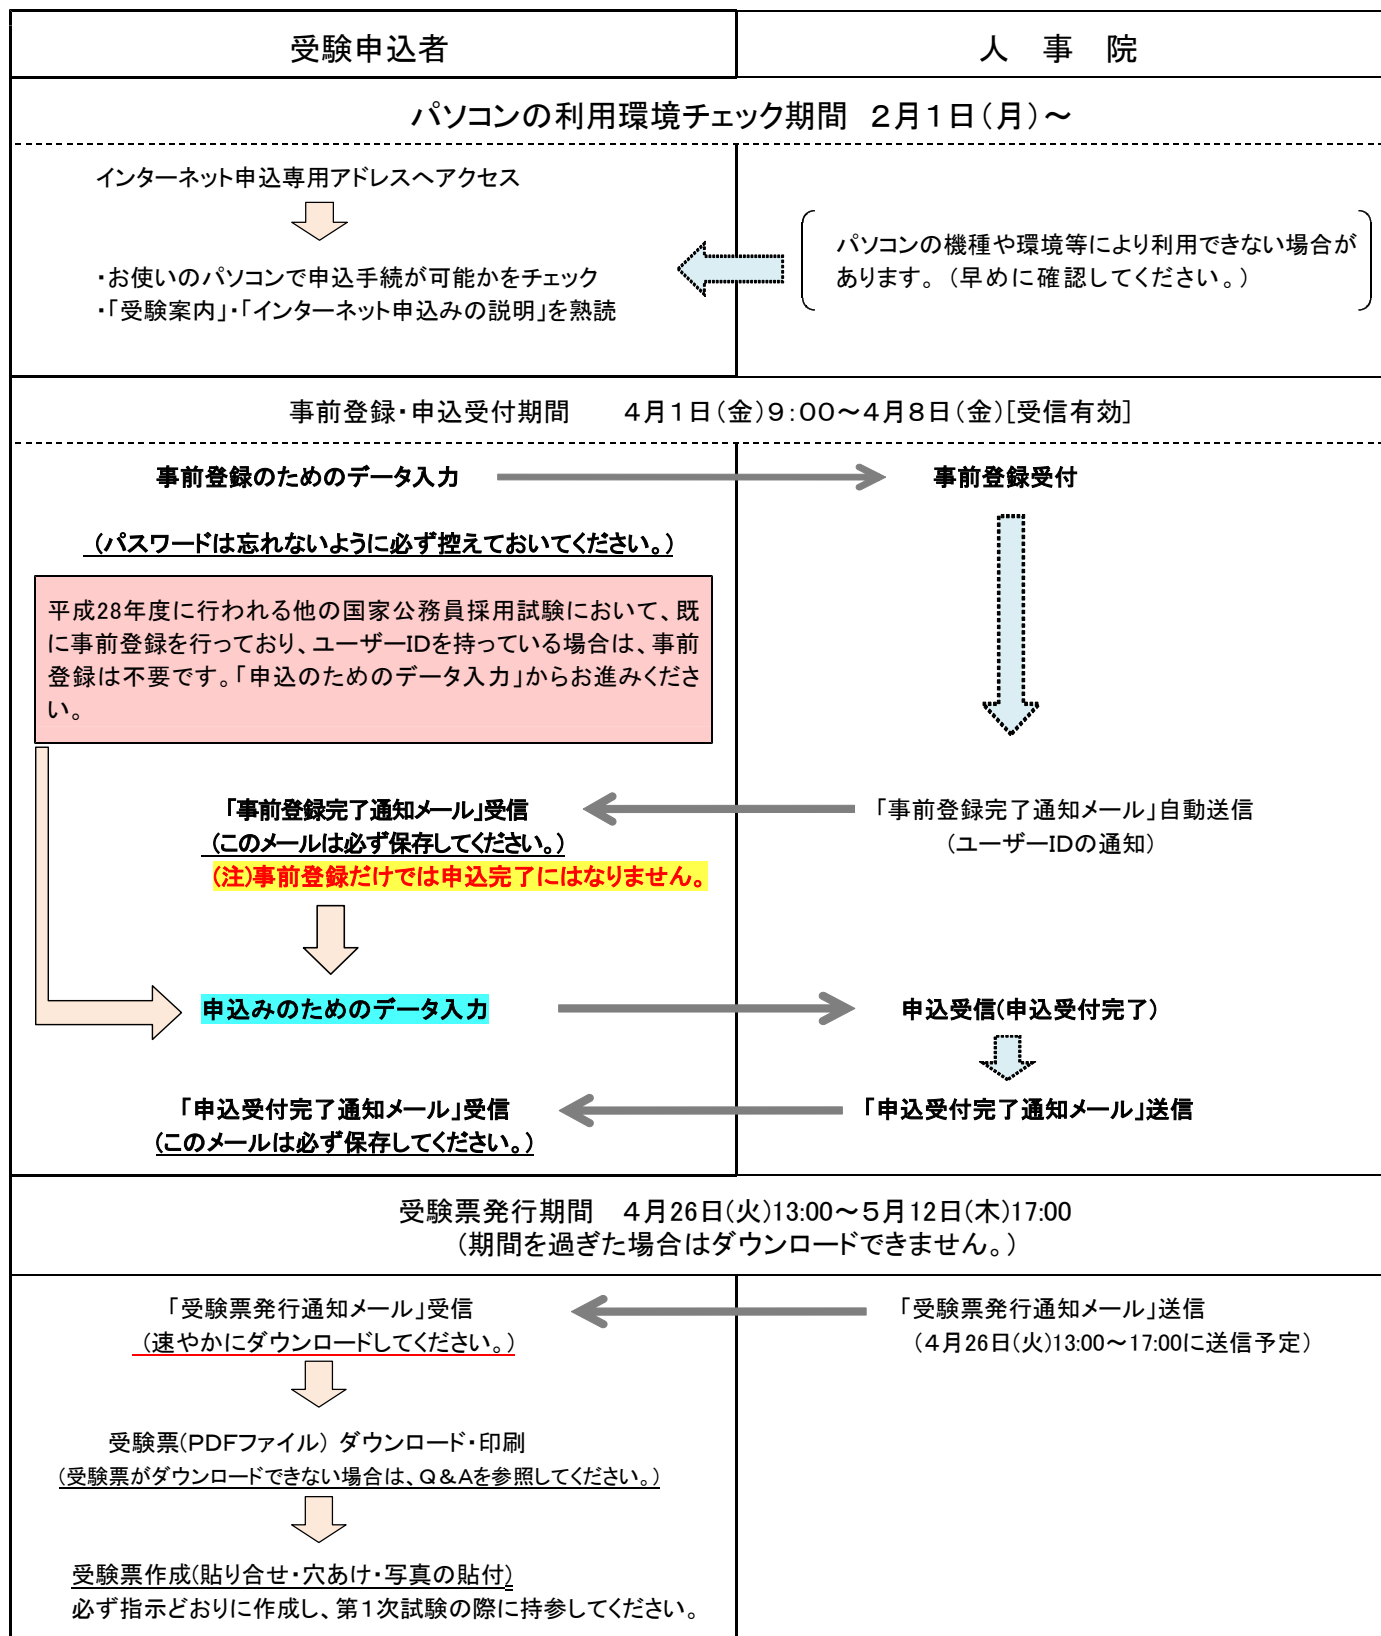 受験申込者
人　事　院
パソコンの利用環境チェック期間　２月１日（月）～
インターネット申込専用アドレスへアクセス
・お使いのパソコンで申込手続が可能かをチェック
・「受験案内」・「インターネット申込みの説明」を熟読
パソコンの機種や環境等により利用できない場合が
あります。（早めに確認してください。）
事前登録・申込受付期間　　４月１日（金）９：００～４月８日（金）［受信有効］
事前登録のためのデータ入力
事前登録受付
（パスワードは忘れないように必ず控えておいてください。）
平成28年度に行われる他の国家公務員採用試験において、既
に事前登録を行っており、ユーザーIDを持っている場合は、事前
登録は不要です。「申込のためのデータ入力」からお進みくださ
い。
「事前登録完了通知メール」受信
「事前登録完了通知メール」自動送信
（このメールは必ず保存してください。）
（ユーザーIDの通知）
(注)事前登録だけでは申込完了にはなりません。
申込みのためのデータ入力
申込受信(申込受付完了）
「申込受付完了通知メール」受信
「申込受付完了通知メール」送信
（このメールは必ず保存してください。）
受験票発行期間　４月26日(火)13:00～５月12日(木)17:00
（期間を過ぎた場合はダウンロードできません。）
「受験票発行通知メール」受信
「受験票発行通知メール」送信
（速やかにダウンロードしてください。）
（４月26日(火)13:00～17:00に送信予定）
受験票(PDFファイル）ダウンロード・印刷
（受験票がダウンロードできない場合は、Ｑ＆Ａを参照してください。）
受験票作成(貼り合せ・穴あけ・写真の貼付)
必ず指示どおりに作成し、第１次試験の際に持参してください。